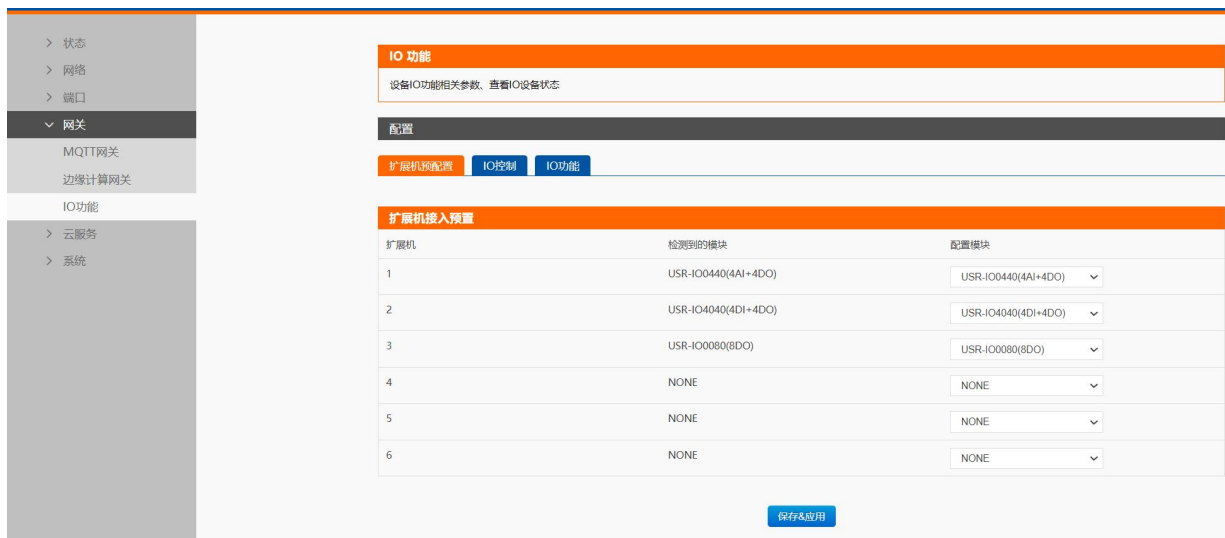 状态
网络
端口
网关
MQTT网关
边缘计算网关
IO功能
云服务
系统
IO 功能
设备IO功能相关参数、查看IO设备状态
配置
扩展机预配置 IO控制 IO功能
扩展机接入预置
扩展机 检测到的模块 配置模块
1 USR-IO0440(4AI+4DO) USR-IO0440(4AI+4DO)
2 USR-IO4040(4DI+4DO) USR-IO4040(4DI+4DO)
3 USR-IO0080(8DO) USR-IO0080(8DO)
4 NONE NONE
5 NONE NONE
6 NONE NONE
保存&应用